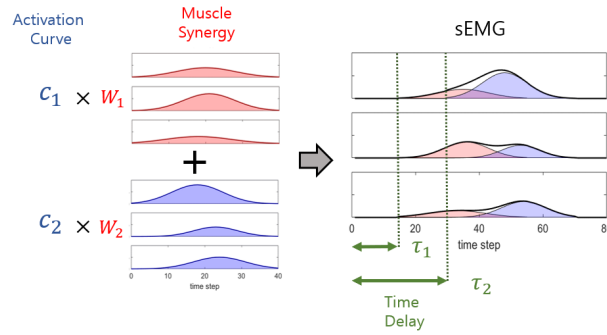 Activation
Curve
Muscle
Synergy
sEMG
c₁ × W₁
+
c₂ × W₂
0 10 20 30 40
time step
0 20 40 60 80
time step
τ₁
τ₂
Time
Delay